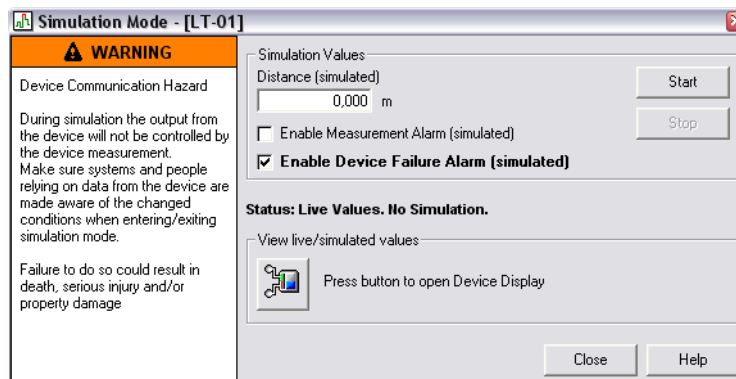 Simulation Mode - [LT-01]
WARNING
Device Communication Hazard
During simulation the output from
the device will not be controlled by
the device measurement.
Make sure systems and people
relying on data from the device are
made aware of the changed
conditions when entering/exiting
simulation mode.
Failure to do so could result in
death, serious injury and/or
property damage
Simulation Values
Distance (simulated)
0,000 m
Enable Measurement Alarm (simulated)
Enable Device Failure Alarm (simulated)
Start
Stop
Status: Live Values. No Simulation.
View live/simulated values
Press button to open Device Display
Close
Help